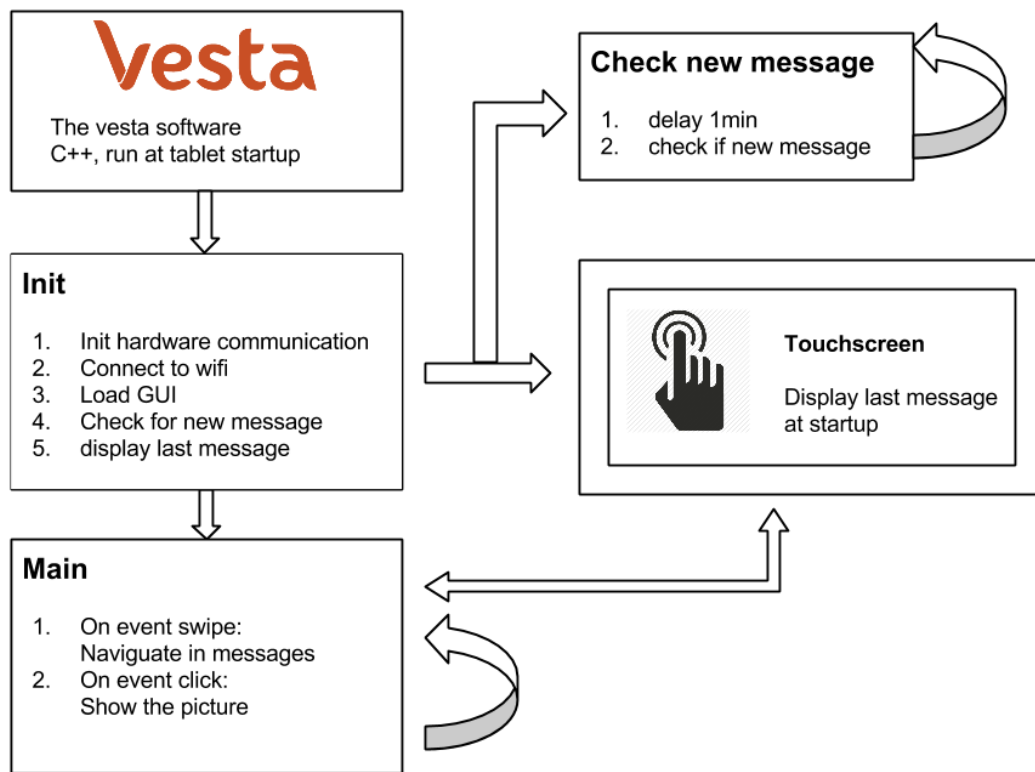 Vesta
The vesta software
C++, run at tablet startup
Init
1. Init hardware communication
2. Connect to wifi
3. Load GUI
4. Check for new message
5. display last message
Main
1. On event swipe:
Naviguate in messages
2. On event click:
Show the picture
Check new message
1. delay 1min
2. check if new message
Touchscreen
Display last message
at startup